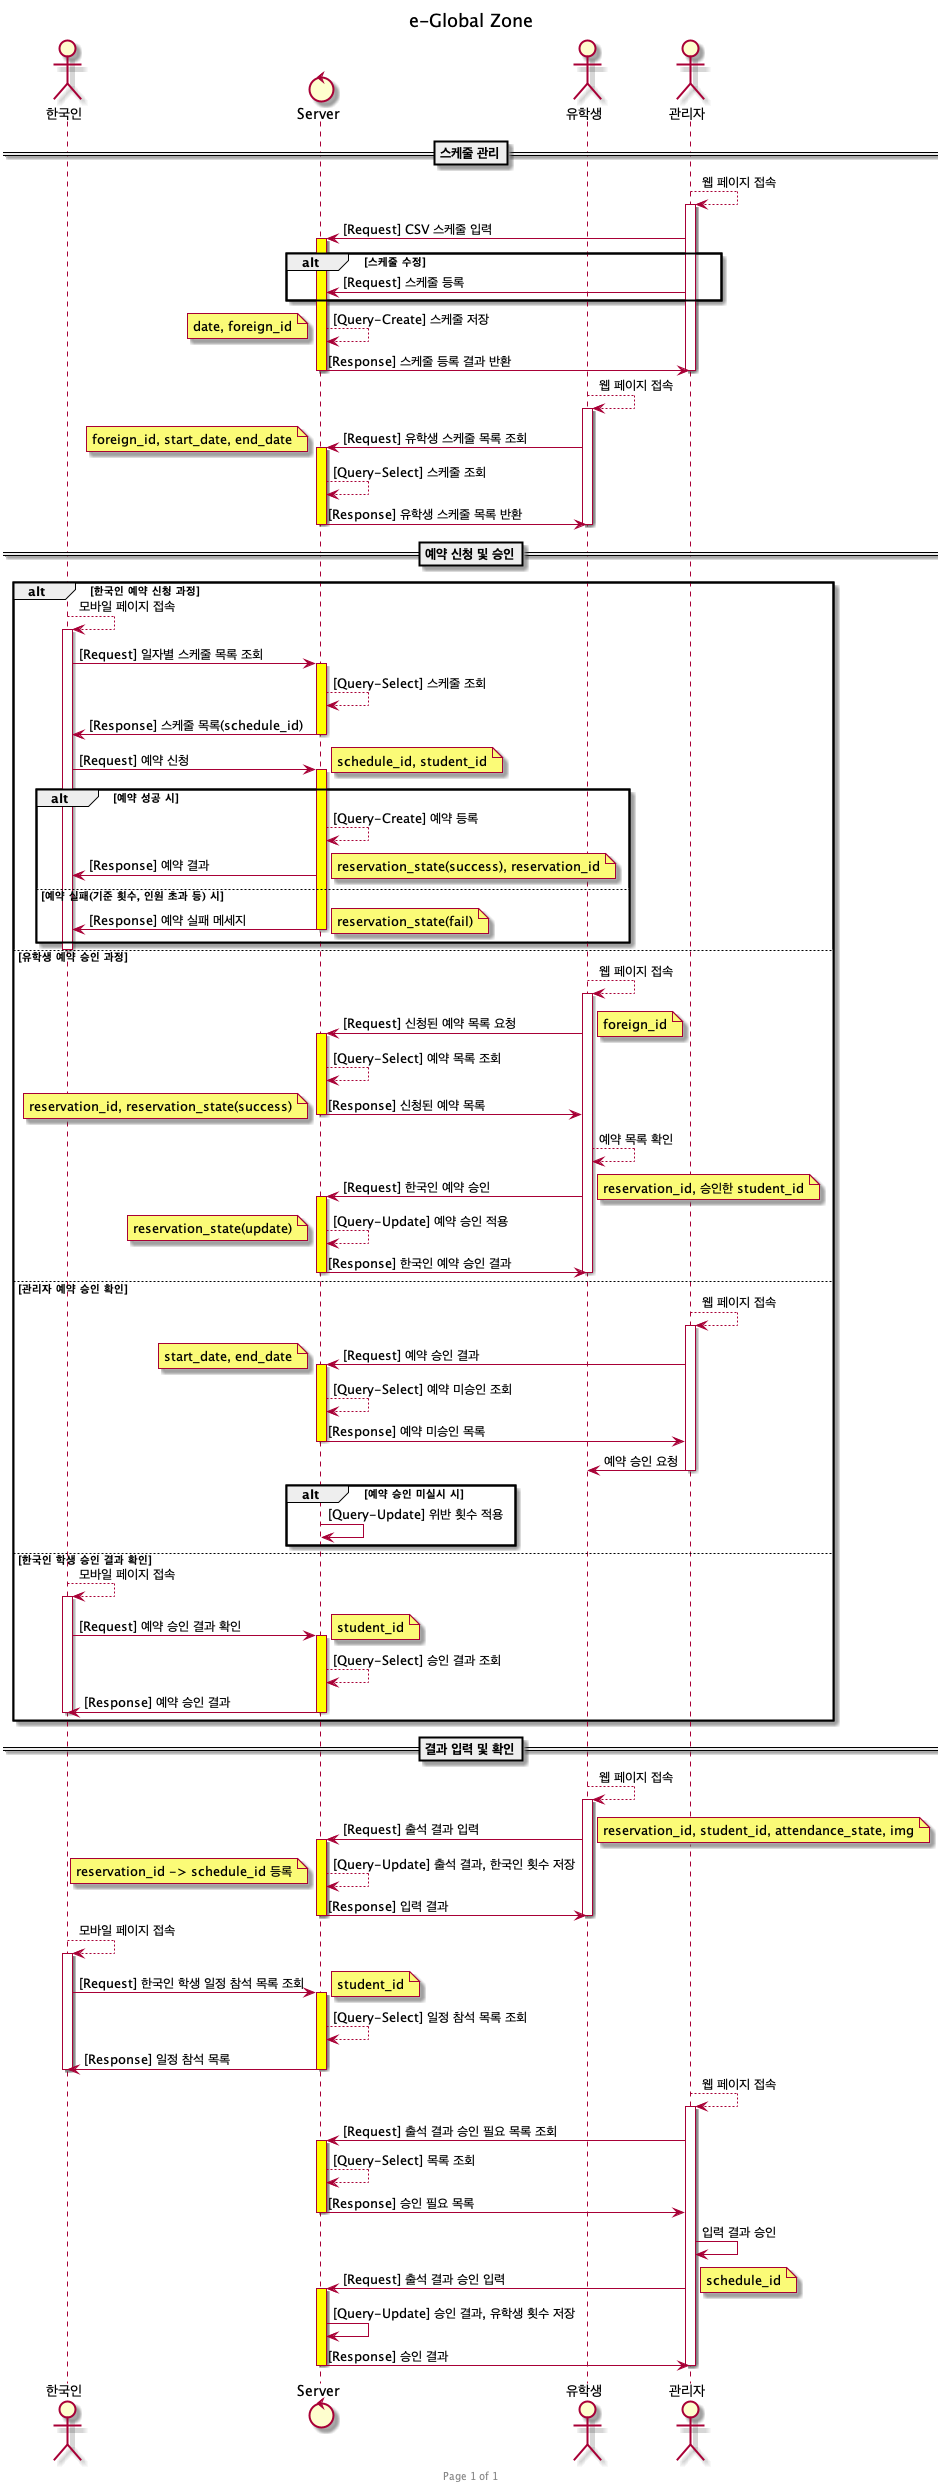 e-Global Zone
한국인
Server
유학생
관리자
스케줄 관리
웹 페이지 접속
[Request] CSV 스케줄 입력
alt
[스케줄 수정]
[Request] 스케줄 등록
date, foreign_id
[Query-Create] 스케줄 저장
[Response] 스케줄 등록 결과 반환
웹 페이지 접속
foreign_id, start_date, end_date
[Request] 유학생 스케줄 목록 조회
[Query-Select] 스케줄 조회
[Response] 유학생 스케줄 목록 반환
예약 신청 및 승인
alt
[한국인 예약 신청 과정]
모바일 페이지 접속
[Request] 일자별 스케줄 목록 조회
[Query-Select] 스케줄 조회
[Response] 스케줄 목록(schedule_id)
[Request] 예약 신청
schedule_id, student_id
alt
[예약 성공 시]
[Query-Create] 예약 등록
[Response] 예약 결과
reservation_state(success), reservation_id
[예약 실패(기준 횟수, 인원 초과 등) 시]
[Response] 예약 실패 메세지
reservation_state(fail)
[유학생 예약 승인 과정]
웹 페이지 접속
[Request] 신청된 예약 목록 요청
foreign_id
[Query-Select] 예약 목록 조회
reservation_id, reservation_state(success)
[Response] 신청된 예약 목록
예약 목록 확인
[Request] 한국인 예약 승인
reservation_id, 승인한 student_id
reservation_state(update)
[Query-Update] 예약 승인 적용
[Response] 한국인 예약 승인 결과
[관리자 예약 승인 확인]
웹 페이지 접속
start_date, end_date
[Request] 예약 승인 결과
[Query-Select] 예약 미승인 조회
[Response] 예약 미승인 목록
예약 승인 요청
alt
[예약 승인 미실시 시]
[Query-Update] 위반 횟수 적용
[한국인 학생 승인 결과 확인]
모바일 페이지 접속
[Request] 예약 승인 결과 확인
student_id
[Query-Select] 승인 결과 조회
[Response] 예약 승인 결과
결과 입력 및 확인
웹 페이지 접속
[Request] 출석 결과 입력
reservation_id, student_id, attendance_state, img
reservation_id -> schedule_id 등록
[Query-Update] 출석 결과, 한국인 횟수 저장
[Response] 입력 결과
모바일 페이지 접속
[Request] 한국인 학생 일정 참석 목록 조회
student_id
[Query-Select] 일정 참석 목록 조회
[Response] 일정 참석 목록
웹 페이지 접속
[Request] 출석 결과 승인 필요 목록 조회
[Query-Select] 목록 조회
[Response] 승인 필요 목록
입력 결과 승인
[Request] 출석 결과 승인 입력
schedule_id
[Query-Update] 승인 결과, 유학생 횟수 저장
[Response] 승인 결과
한국인
Server
유학생
관리자
Page 1 of 1